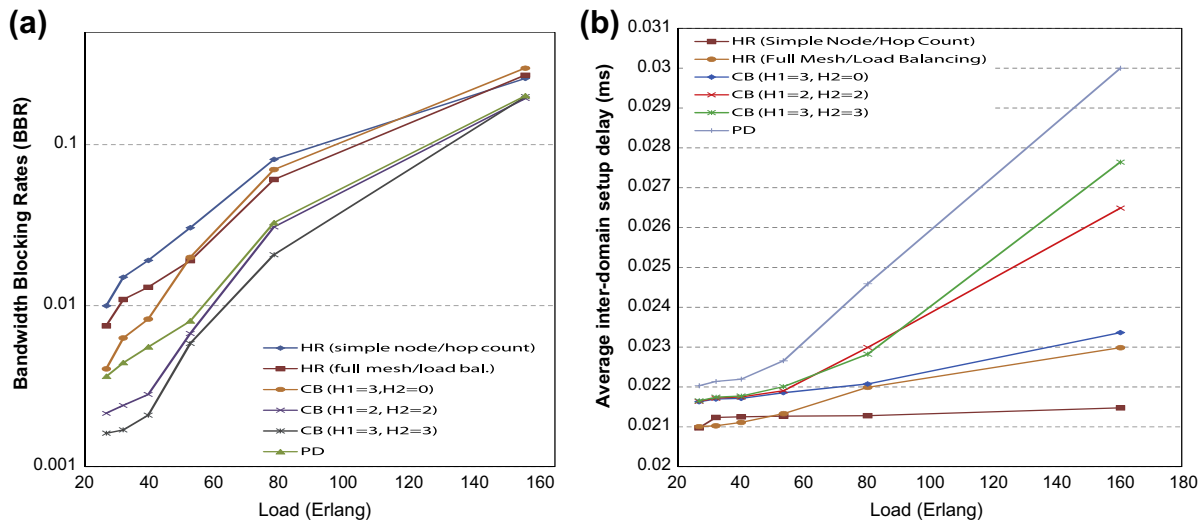 (a)
Bandwidth Blocking Rates (BBR)
0.1
0.01
0.001
20 40 60 80 100 120 140 160
Load (Erlang)
HR (simple node/hop count)
HR (full mesh/load bal.)
CB (H1=3,H2=0)
CB (H1=2, H2=2)
CB (H1=3, H2=3)
PD
(b)
Average inter-domain setup delay (ms)
0.031
0.03
0.029
0.028
0.027
0.026
0.025
0.024
0.023
0.022
0.021
0.02
20 40 60 80 100 120 140 160 180
Load (Erlang)
HR (Simple Node/Hop Count)
HR (Full Mesh/Load Balancing)
CB (H1=3, H2=0)
CB (H1=2, H2=2)
CB (H1=3, H2=3)
PD